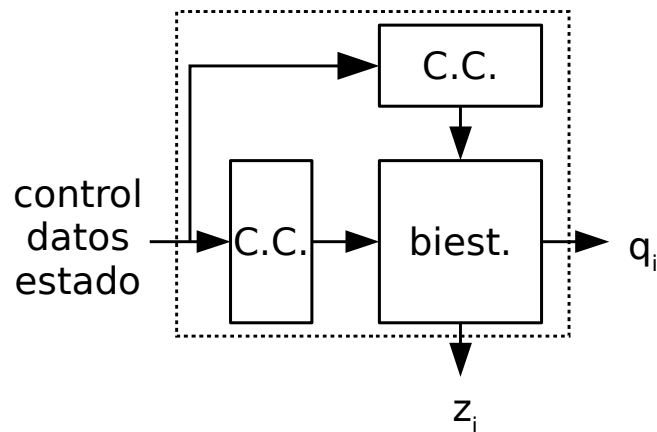 C.C.
control
datos
estado
C.C.
biest.
qi
zi